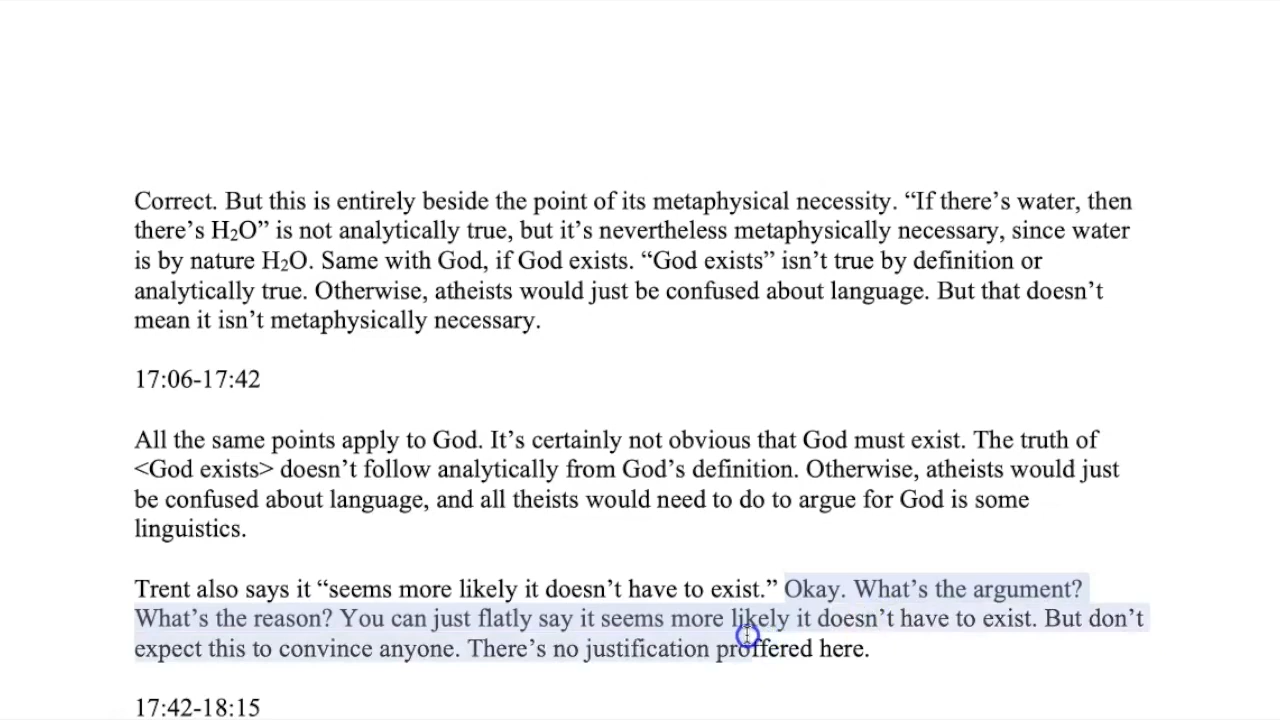 Correct. But this is entirely beside the point of its metaphysical necessity. “If there’s water, then
there’s H₂O” is not analytically true, but it’s nevertheless metaphysically necessary, since water
is by nature H₂O. Same with God, if God exists. “God exists” isn’t true by definition or
analytically true. Otherwise, atheists would just be confused about language. But that doesn’t
mean it isn’t metaphysically necessary.
17:06-17:42
All the same points apply to God. It’s certainly not obvious that God must exist. The truth of
<God exists> doesn’t follow analytically from God’s definition. Otherwise, atheists would just
be confused about language, and all theists would need to do to argue for God is some
linguistics.
Trent also says it “seems more likely it doesn’t have to exist.” Okay. What’s the argument?
What’s the reason? You can just flatly say it seems more likely it doesn’t have to exist. But don’t
expect this to convince anyone. There’s no justification proffered here.
17:42-18:15